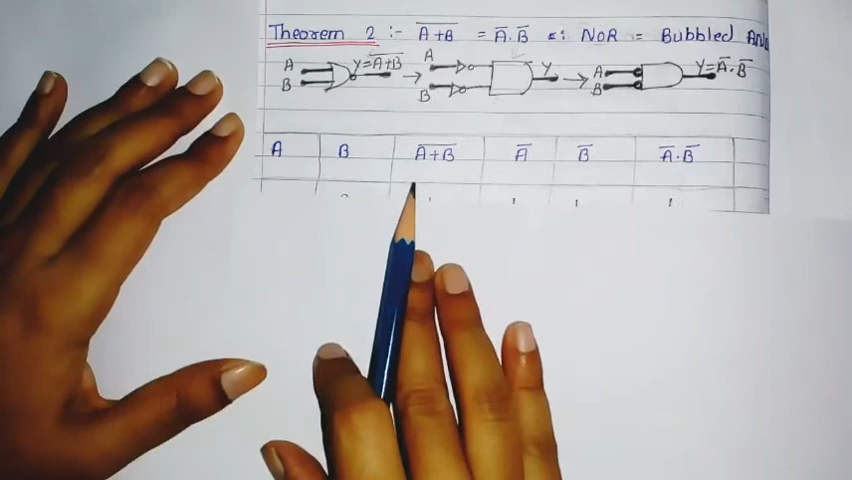 Theorem 2 :- A̅+̅B̅ = A̅.B̅ ∴ NOR = Bubbled AND
A B Y=A̅+̅B̅ → A B Y → A B Y=A̅.B̅
A B A̅+̅B̅ A̅ B̅ A̅.B̅